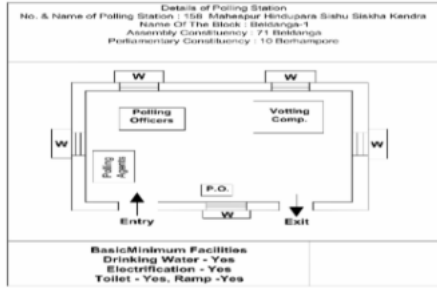 Details of Polling Station
No. & Name of Polling Station : 158 Mahespur Hindupara Sishu Siskha Kendra
Name Of The Block : Beldanga-1
Assembly Constituency : 71 Beldanga
Parliamentary Constituency : 10 Berhampore
W
W
Polling
Officers
Votting
Comp.
W
W
Polling
Agents
P.O.
Entry
W
Exit
BasicMinimum Facilities
Drinking Water - Yes
Electrification - Yes
Toilet - Yes, Ramp -Yes